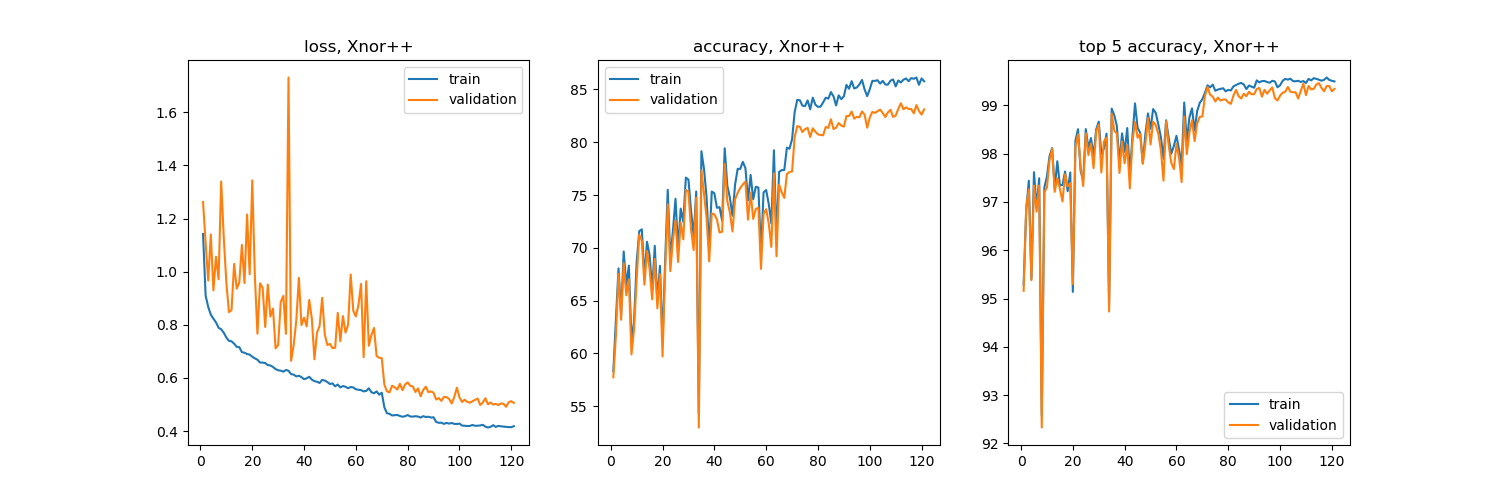 loss, Xnor++
train
validation
1.6
1.4
1.2
1.0
0.8
0.6
0.4
0 20 40 60 80 100 120
accuracy, Xnor++
train
validation
85
80
75
70
65
60
55
0 20 40 60 80 100 120
top 5 accuracy, Xnor++
99
98
97
96
95
94
93
92
train
validation
0 20 40 60 80 100 120